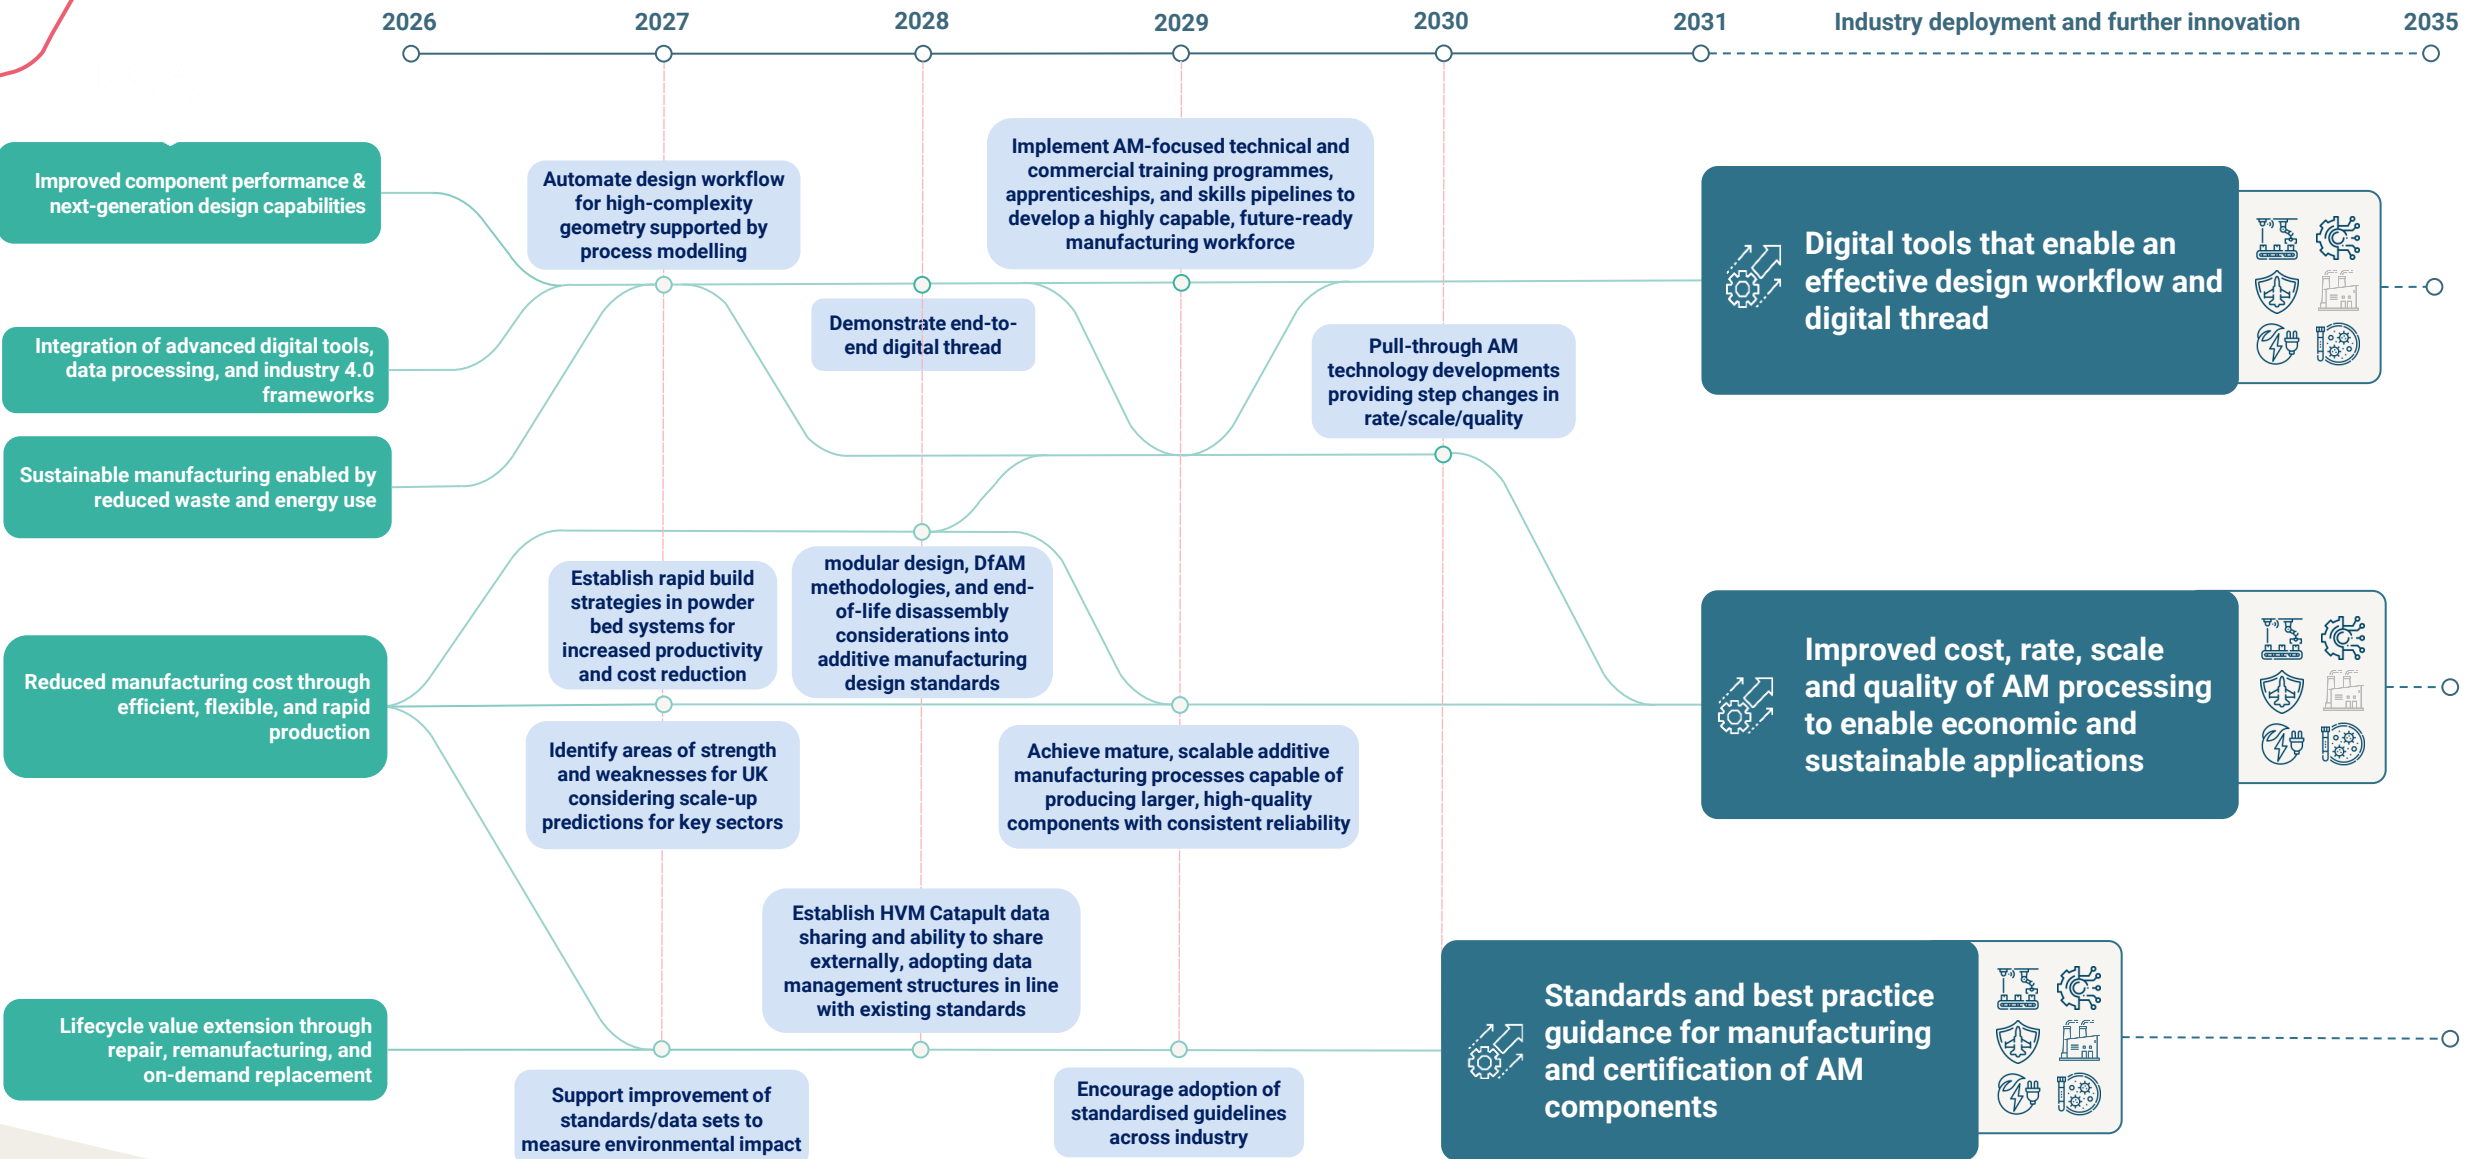 2026
2027
2028
2029
2030
2031
Industry deployment and further innovation
2035
Improved component performance &
next-generation design capabilities
Integration of advanced digital tools,
data processing, and industry 4.0
frameworks
Sustainable manufacturing enabled by
reduced waste and energy use
Reduced manufacturing cost through
efficient, flexible, and rapid
production
Lifecycle value extension through
repair, remanufacturing, and
on-demand replacement
Automate design workflow
for high-complexity
geometry supported by
process modelling
Demonstrate end-to-
end digital thread
Implement AM-focused technical and
commercial training programmes,
apprenticeships, and skills pipelines to
develop a highly capable, future-ready
manufacturing workforce
Pull-through AM
technology developments
providing step changes in
rate/scale/quality
Establish rapid build
strategies in powder
bed systems for
increased productivity
and cost reduction
modular design, DfAM
methodologies, and end-
of-life disassembly
considerations into
additive manufacturing
design standards
Identify areas of strength
and weaknesses for UK
considering scale-up
predictions for key sectors
Achieve mature, scalable additive
manufacturing processes capable of
producing larger, high-quality
components with consistent reliability
Establish HVM Catapult data
sharing and ability to share
externally, adopting data
management structures in line
with existing standards
Support improvement of
standards/data sets to
measure environmental impact
Encourage adoption of
standardised guidelines
across industry
Digital tools that enable an
effective design workflow and
digital thread
Improved cost, rate, scale
and quality of AM processing
to enable economic and
sustainable applications
Standards and best practice
guidance for manufacturing
and certification of AM
components